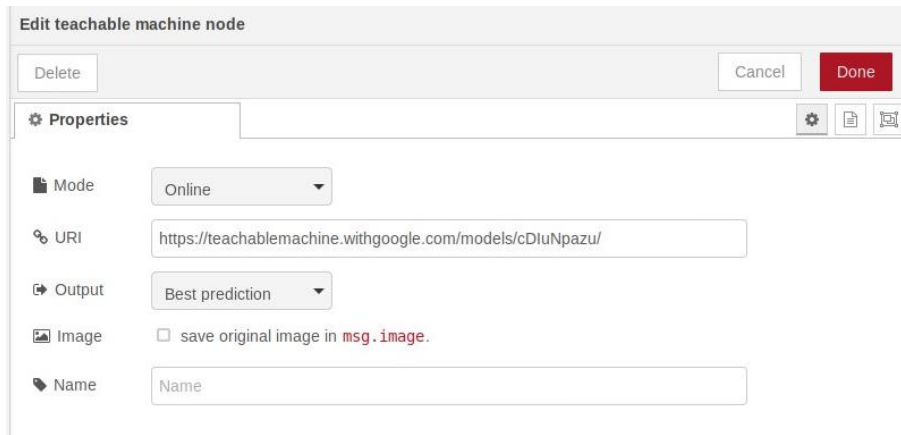 Edit teachable machine node
Delete
Cancel
Done
Properties
Mode
Online
URI
https://teachablemachine.withgoogle.com/models/cDIuNpazu/
Output
Best prediction
Image
save original image in msg.image.
Name
Name